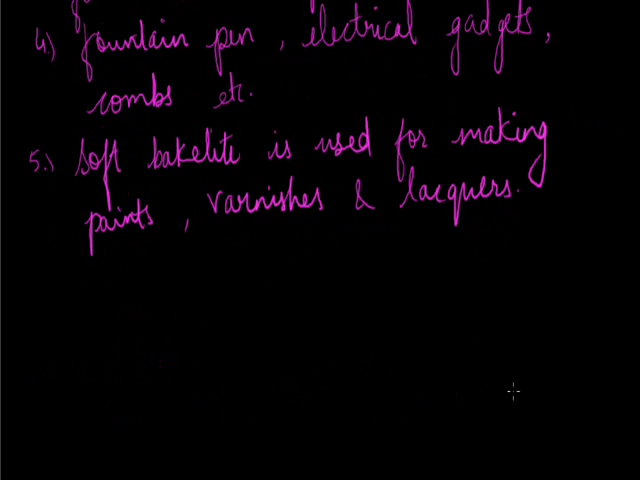 4.) fountain pen , electrical gadgets,
combs etc.
5.) Soft bakelite is used for making
paints , varnishes & lacquers.